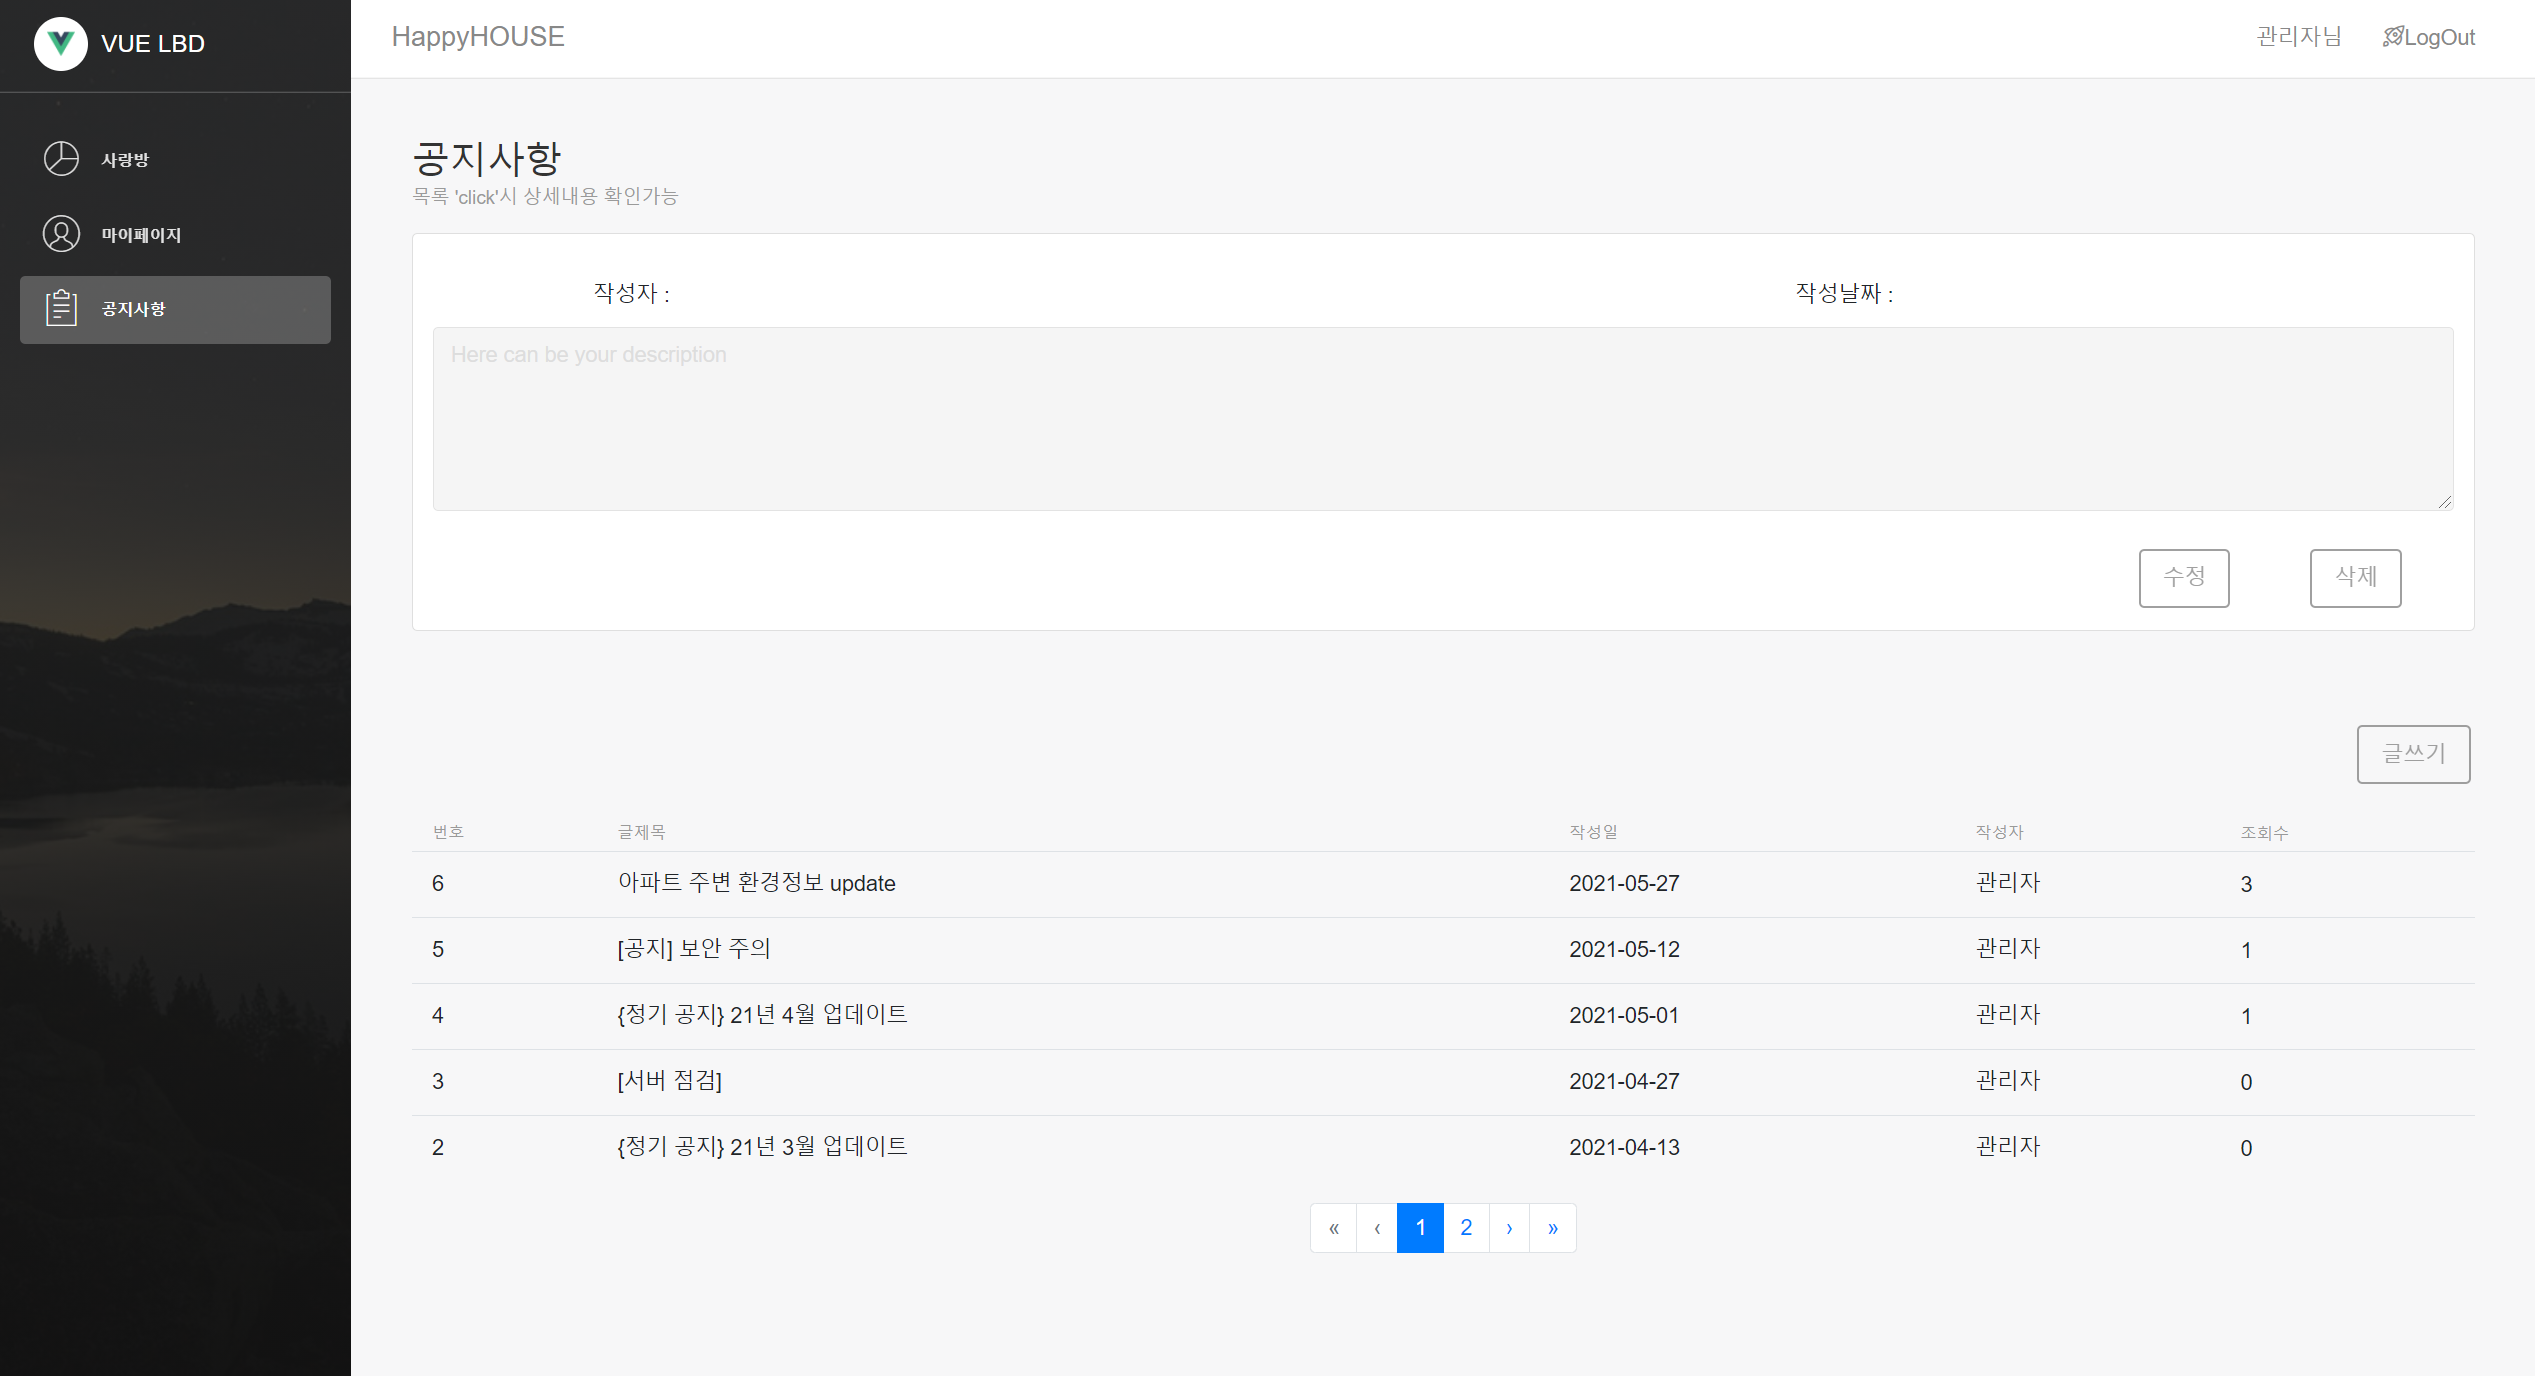 VUE LBD
사랑방
마이페이지
공지사항
HappyHOUSE
관리자님
LogOut
공지사항
목록 'click'시 상세내용 확인가능
작성자 :
작성날짜 :
Here can be your description
수정
삭제
글쓰기
번호 글제목 작성일 작성자 조회수
6 아파트 주변 환경정보 update 2021-05-27 관리자 3
5 [공지] 보안 주의 2021-05-12 관리자 1
4 {정기 공지} 21년 4월 업데이트 2021-05-01 관리자 1
3 [서버 점검] 2021-04-27 관리자 0
2 {정기 공지} 21년 3월 업데이트 2021-04-13 관리자 0
« ‹ 1 2 › »